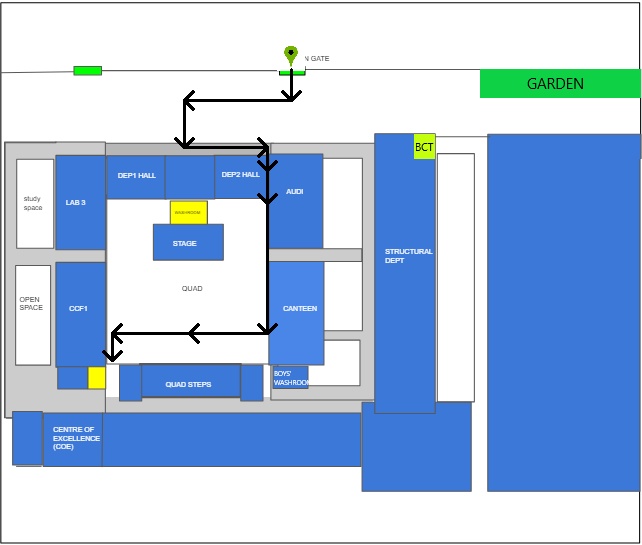 N GATE
GARDEN
BCT
study
space
LAB 3
DEP1 HALL
DEP2 HALL
AUDI
WASHROOM
STAGE
STRUCTURAL
DEPT
QUAD
OPEN
SPACE
CCF1
CANTEEN
QUAD STEPS
BOYS'
WASHROOM
CENTRE OF
EXCELLENCE
(COE)